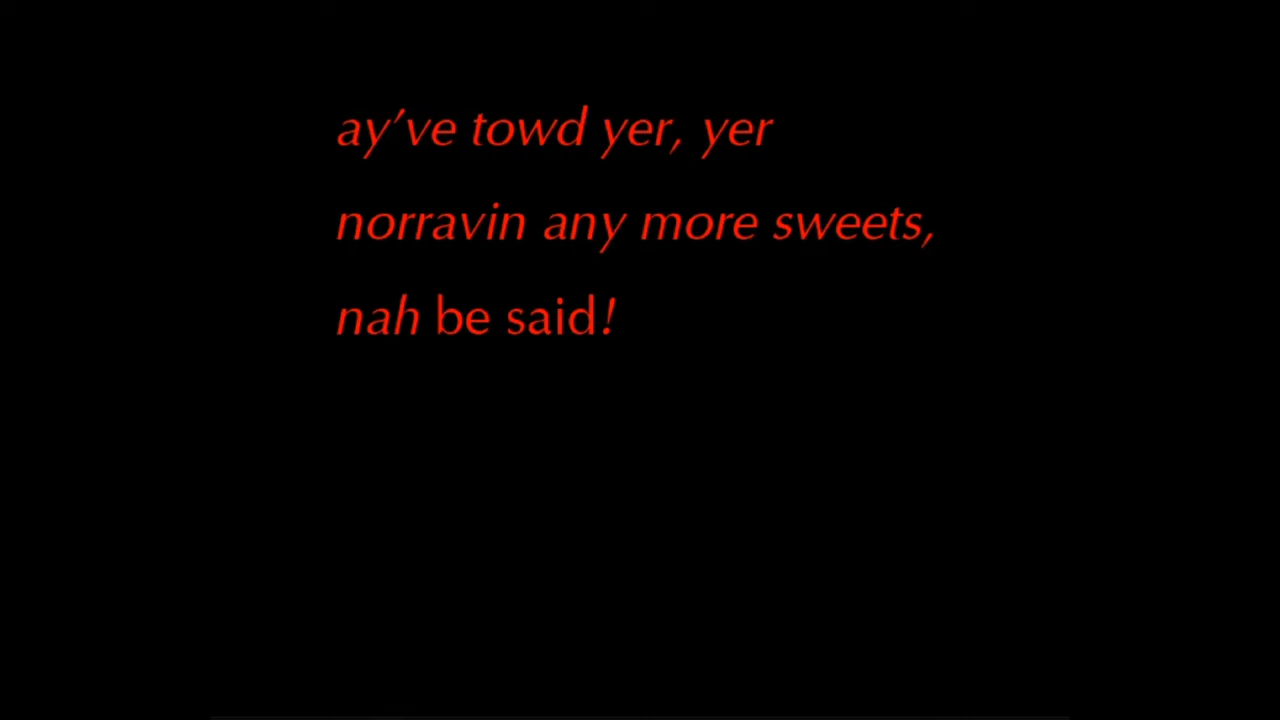 ay’ve towd yer, yer
norravin any more sweets,
nah be said!